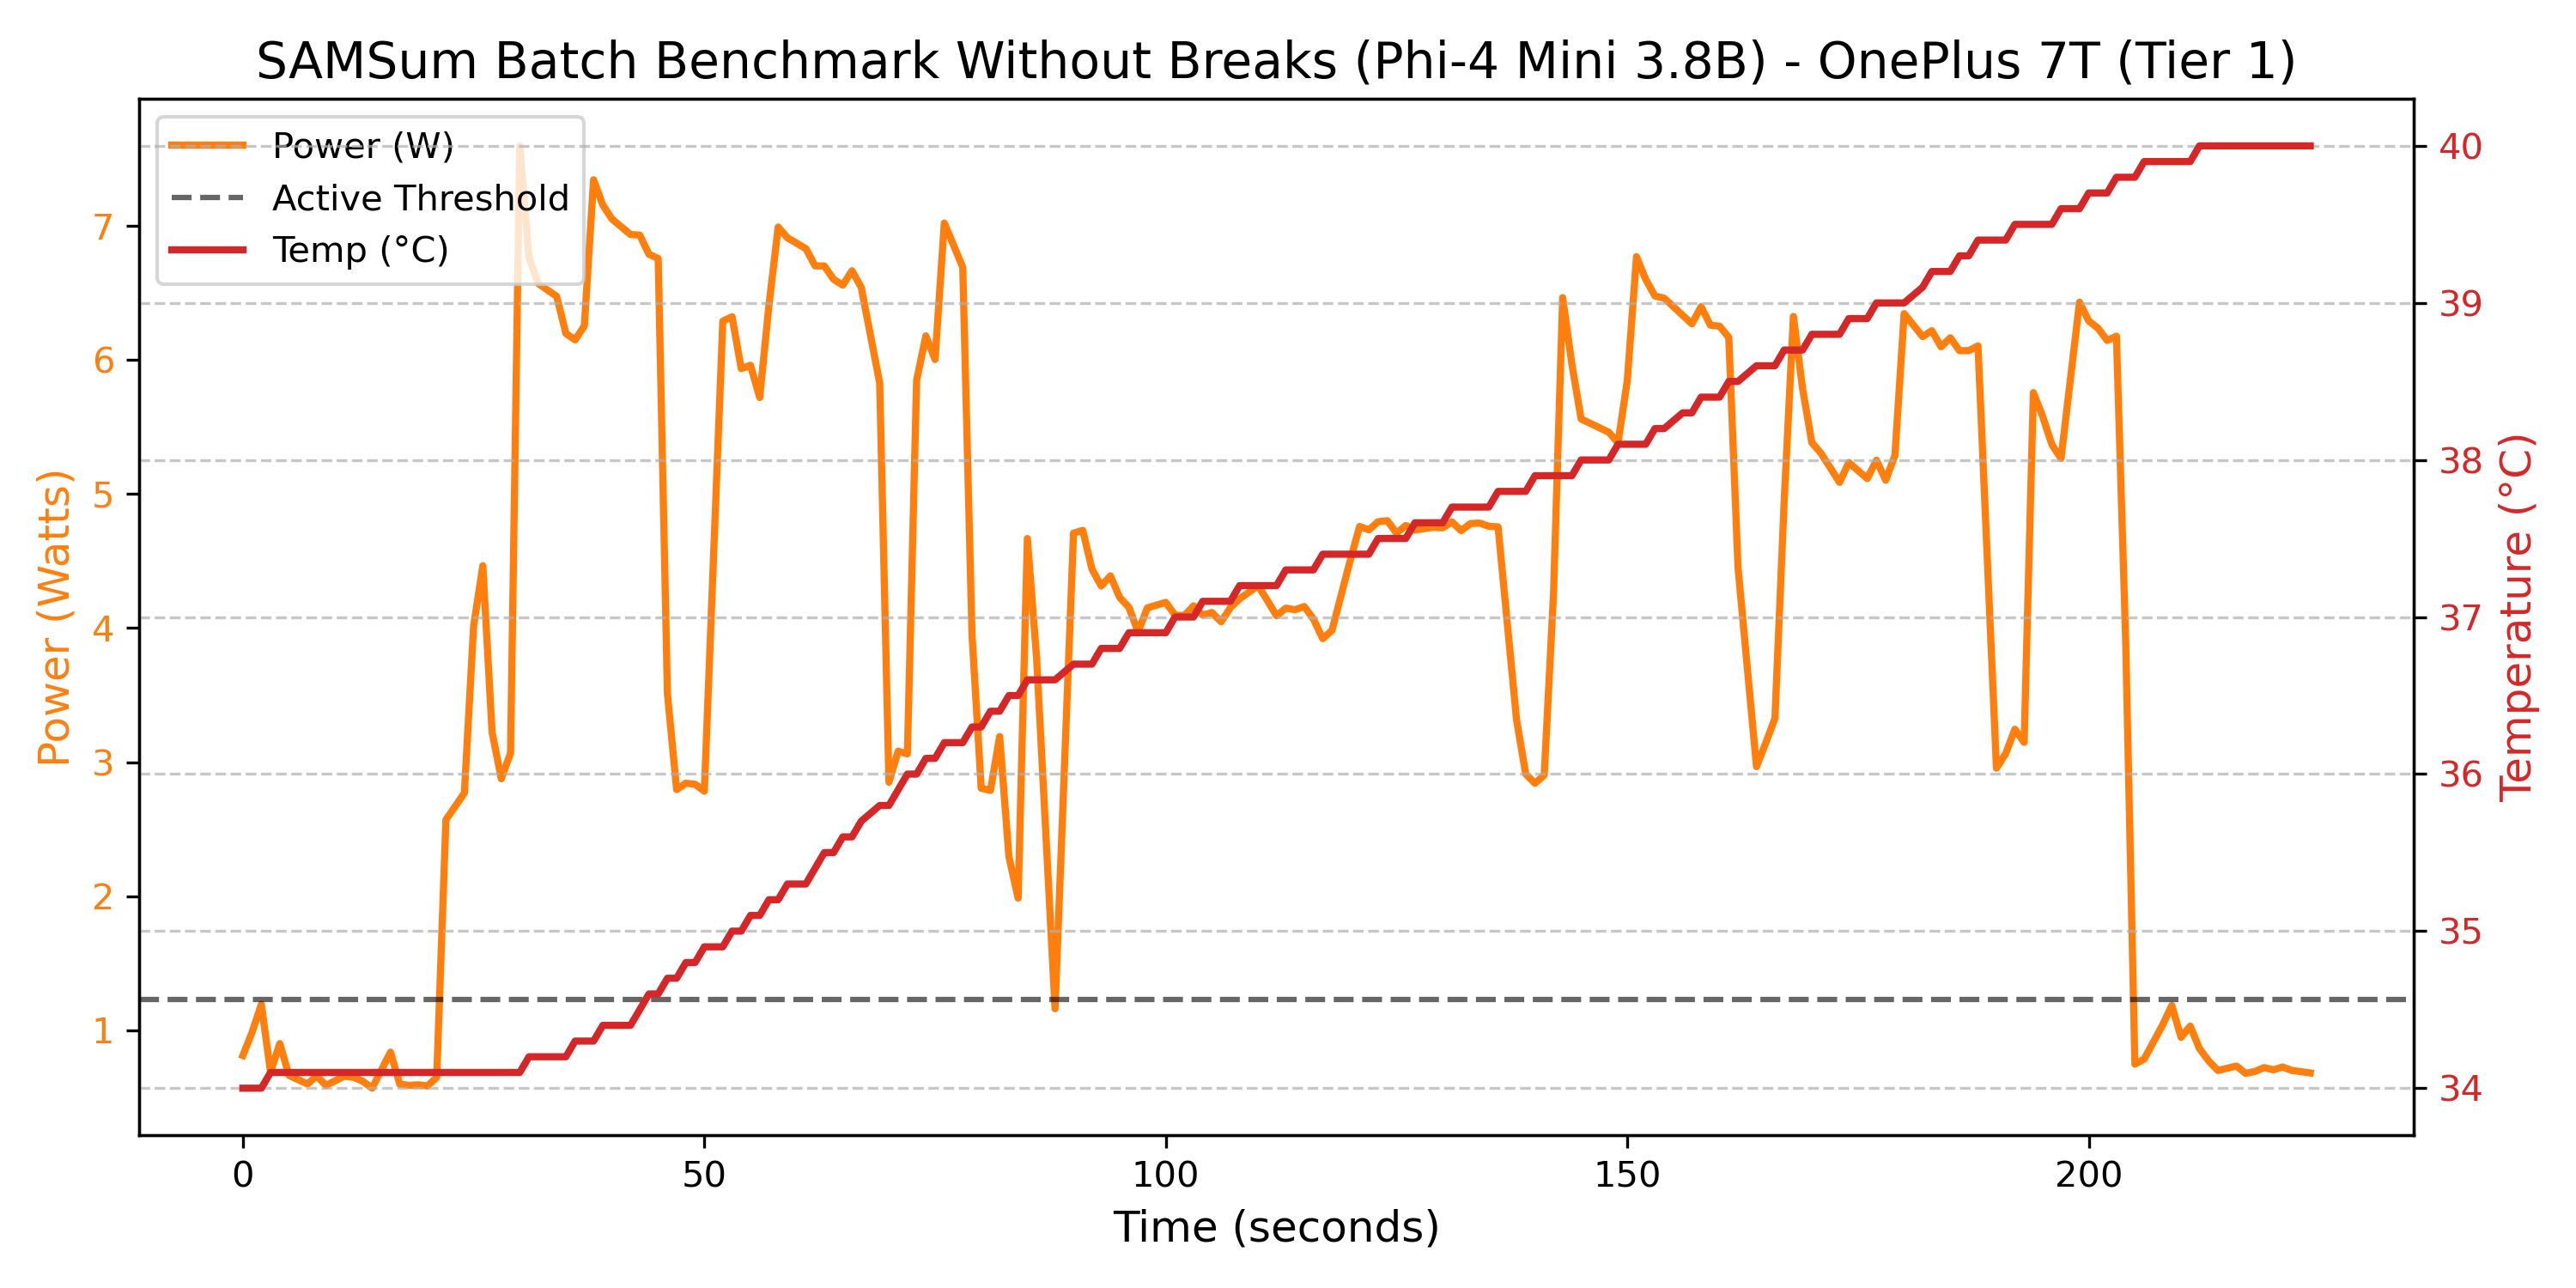 SAMSum Batch Benchmark Without Breaks (Phi-4 Mini 3.8B) - OnePlus 7T (Tier 1)
Power (W)
Active Threshold
Temp (°C)
Power (Watts)
7
6
5
4
3
2
1
40
39
38
37
36
35
34
Temperature (°C)
0 50 100 150 200
Time (seconds)